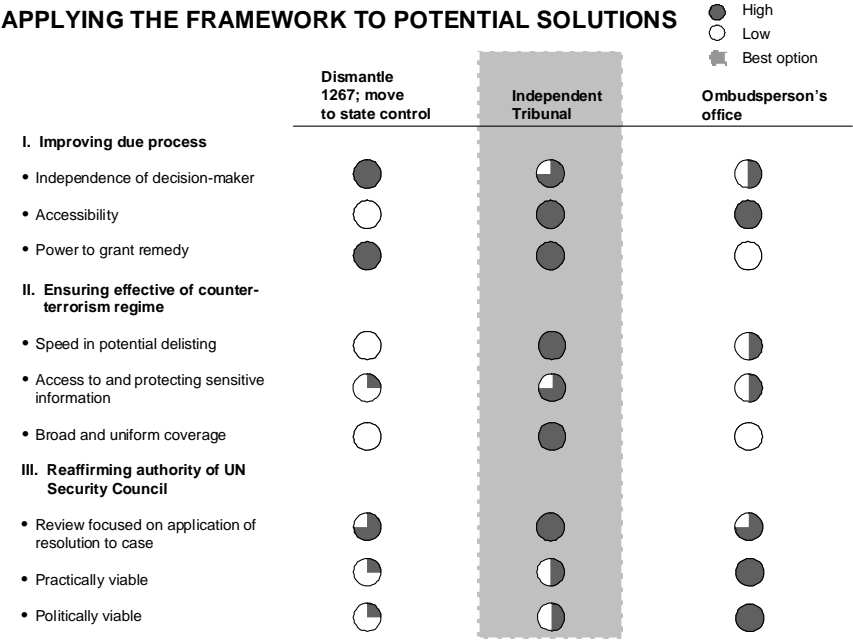 APPLYING THE FRAMEWORK TO POTENTIAL SOLUTIONS
High
Low
Best option
Dismantle
1267; move
to state control
Independent
Tribunal
Ombudsperson's
office
I. Improving due process
• Independence of decision-maker
• Accessibility
• Power to grant remedy
II. Ensuring effective of counter-
terrorism regime
• Speed in potential delisting
• Access to and protecting sensitive
information
• Broad and uniform coverage
III. Reaffirming authority of UN
Security Council
• Review focused on application of
resolution to case
• Practically viable
• Politically viable